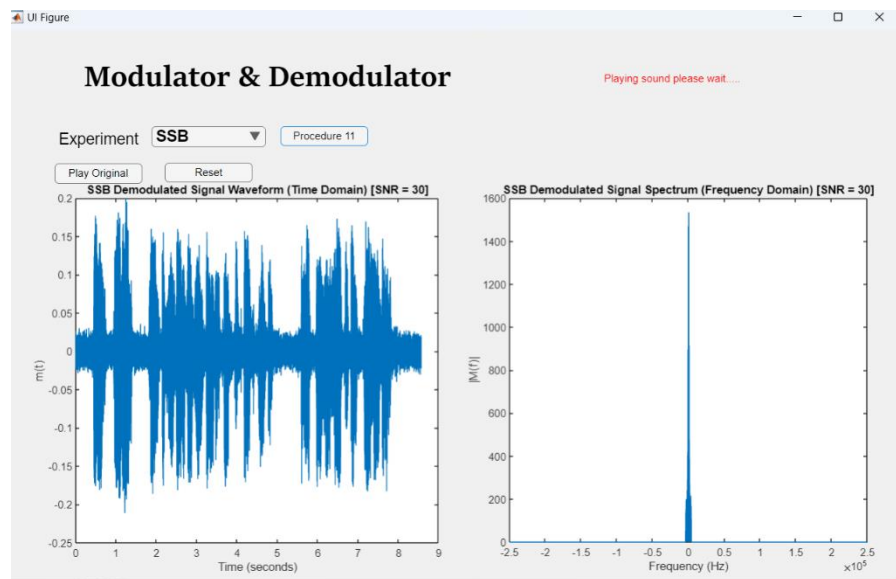 UI Figure
Modulator & Demodulator
Playing sound please wait.....
Experiment SSB Procedure 11
Play Original Reset
SSB Demodulated Signal Waveform (Time Domain) [SNR = 30]
0.2
0.15
0.1
0.05
0
-0.05
-0.1
-0.15
-0.2
-0.25
m(t)
0 1 2 3 4 5 6 7 8 9
Time (seconds)
SSB Demodulated Signal Spectrum (Frequency Domain) [SNR = 30]
1600
1400
1200
1000
800
600
400
200
0
|M(f)|
-2.5 -2 -1.5 -1 -0.5 0 0.5 1 1.5 2 2.5
Frequency (Hz)
×10^5